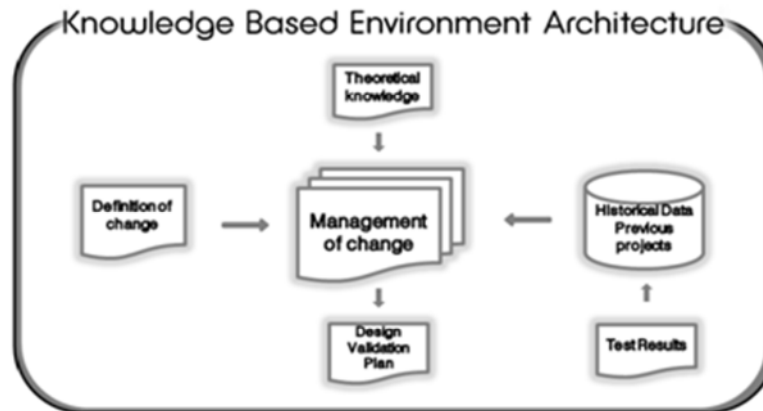 Knowledge Based Environment Architecture
Theoretical
knowledge
Definition of
change
Management
of change
Historical Data
Previous
projects
Design
Validation
Plan
Test Results